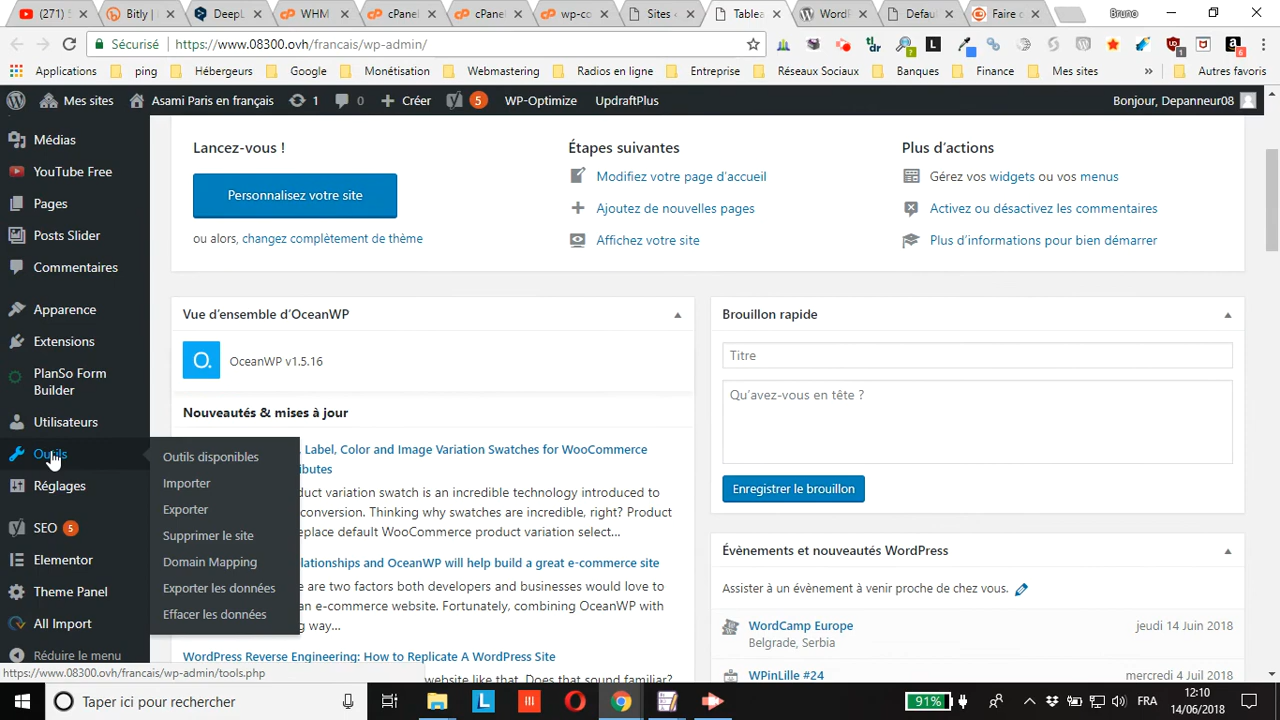 (271) S
Bitly |
DeepL
WHM
cPanel
cPanel
wp-co
Sites
Tablea
WordP
Default
Faire c
Bruno
Sécurisé
https://www.08300.ovh/francais/wp-admin/
Applications
ping
Hébergeurs
Google
Monétisation
Webmastering
Radios en ligne
Entreprise
Réseaux Sociaux
Banques
Finance
Mes sites
»
Autres favoris
Mes sites
Asami Paris en français
1
0
Créer
5
WP-Optimize
UpdraftPlus
Bonjour, Depanneur08
Médias
YouTube Free
Pages
Posts Slider
Commentaires
Apparence
Extensions
PlanSo Form
Builder
Utilisateurs
Outils
Réglages
SEO 5
Elementor
Theme Panel
All Import
Réduire le menu
Outils disponibles
Importer
Exporter
Supprimer le site
Domain Mapping
Exporter les données
Effacer les données
Lancez-vous !
Personnalisez votre site
ou alors, changez complètement de thème
Étapes suivantes
Modifiez votre page d’accueil
Ajoutez de nouvelles pages
Affichez votre site
Plus d’actions
Gérez vos widgets ou vos menus
Activez ou désactivez les commentaires
Plus d’informations pour bien démarrer
Vue d’ensemble d’OceanWP
O.
OceanWP v1.5.16
Nouveautés & mises à jour
, Label, Color and Image Variation Swatches for WooCommerce
ibutes
duct variation swatch is an incredible technology introduced to
conversion. Thinking why swatches are incredible, right? Product
eplace default WooCommerce product variation select…
lationships and OceanWP will help build a great e-commerce site
re are two factors both developers and businesses would love to
an e-commerce website. Fortunately, combining OceanWP with
ng way…
WordPress Reverse Engineering: How to Replicate A WordPress Site
website like that. Does that sound familiar?
Brouillon rapide
Titre
Qu’avez-vous en tête ?
Enregistrer le brouillon
Évènements et nouveautés WordPress
Assister à un évènement à venir proche de chez vous.
WordCamp Europe
jeudi 14 Juin 2018
Belgrade, Serbia
WPinLille #24
mercredi 4 Juil 2018
https://www.08300.ovh/francais/wp-admin/tools.php
Taper ici pour rechercher
91%
FRA
12:10
14/06/2018